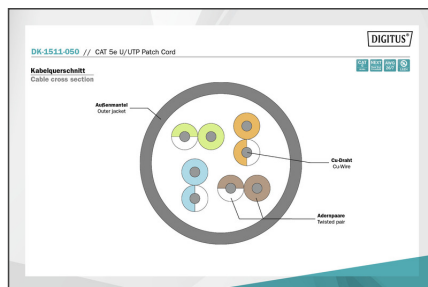 DIGITUS®
DK-1511-050 // CAT 5e U/UTP Patch Cord
Kabelquerschnitt
Cable cross section
Außenmantel
Outer jacket
Cu-Draht
Cu-Wire
Aderspaare
Twisted pair